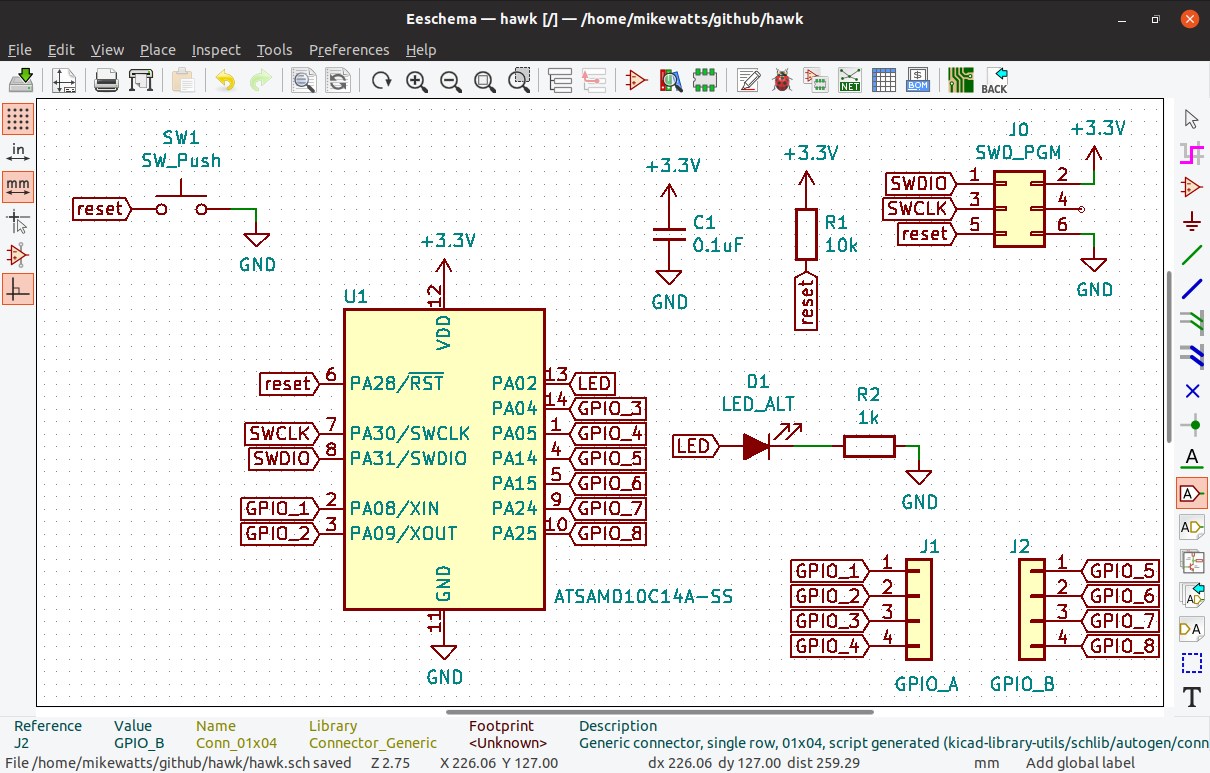 Eeschema — hawk [/] — /home/mikewatts/github/hawk
File Edit View Place Inspect Tools Preferences Help
NET
BOM
BACK
in
mm
SW1
SW_Push
reset
GND
+3.3V
12
U1
VDD
reset 6 PA28/RST
SWCLK 7 PA30/SWCLK
SWDIO 8 PA31/SWDIO
GPIO_1 2 PA08/XIN
GPIO_2 3 PA09/XOUT
PA02 13 LED
PA04 14 GPIO_3
PA05 1 GPIO_4
PA14 4 GPIO_5
PA15 5 GPIO_6
PA24 9 GPIO_7
PA25 10 GPIO_8
GND
11
GND
ATSAMD10C14A-SS
+3.3V
C1
0.1uF
GND
+3.3V
R1
10k
reset
J0
SWD_PGM
+3.3V
SWDIO 1 2
SWCLK 3 4
reset 5 6
GND
D1
LED_ALT
LED
R2
1k
GND
J1
GPIO_1 1
GPIO_2 2
GPIO_3 3
GPIO_4 4
GPIO_A
J2
1 GPIO_5
2 GPIO_6
3 GPIO_7
4 GPIO_8
GPIO_B
A
A
A
A
A
A
T
Reference Value Name Library Footprint Description
J2 GPIO_B Conn_01x04 Connector_Generic <Unknown> Generic connector, single row, 01x04, script generated (kicad-library-utils/schlib/autogen/conn
File /home/mikewatts/github/hawk/hawk.sch saved Z 2.75 X 226.06 Y 127.00 dx 226.06 dy 127.00 dist 259.29 mm Add global label